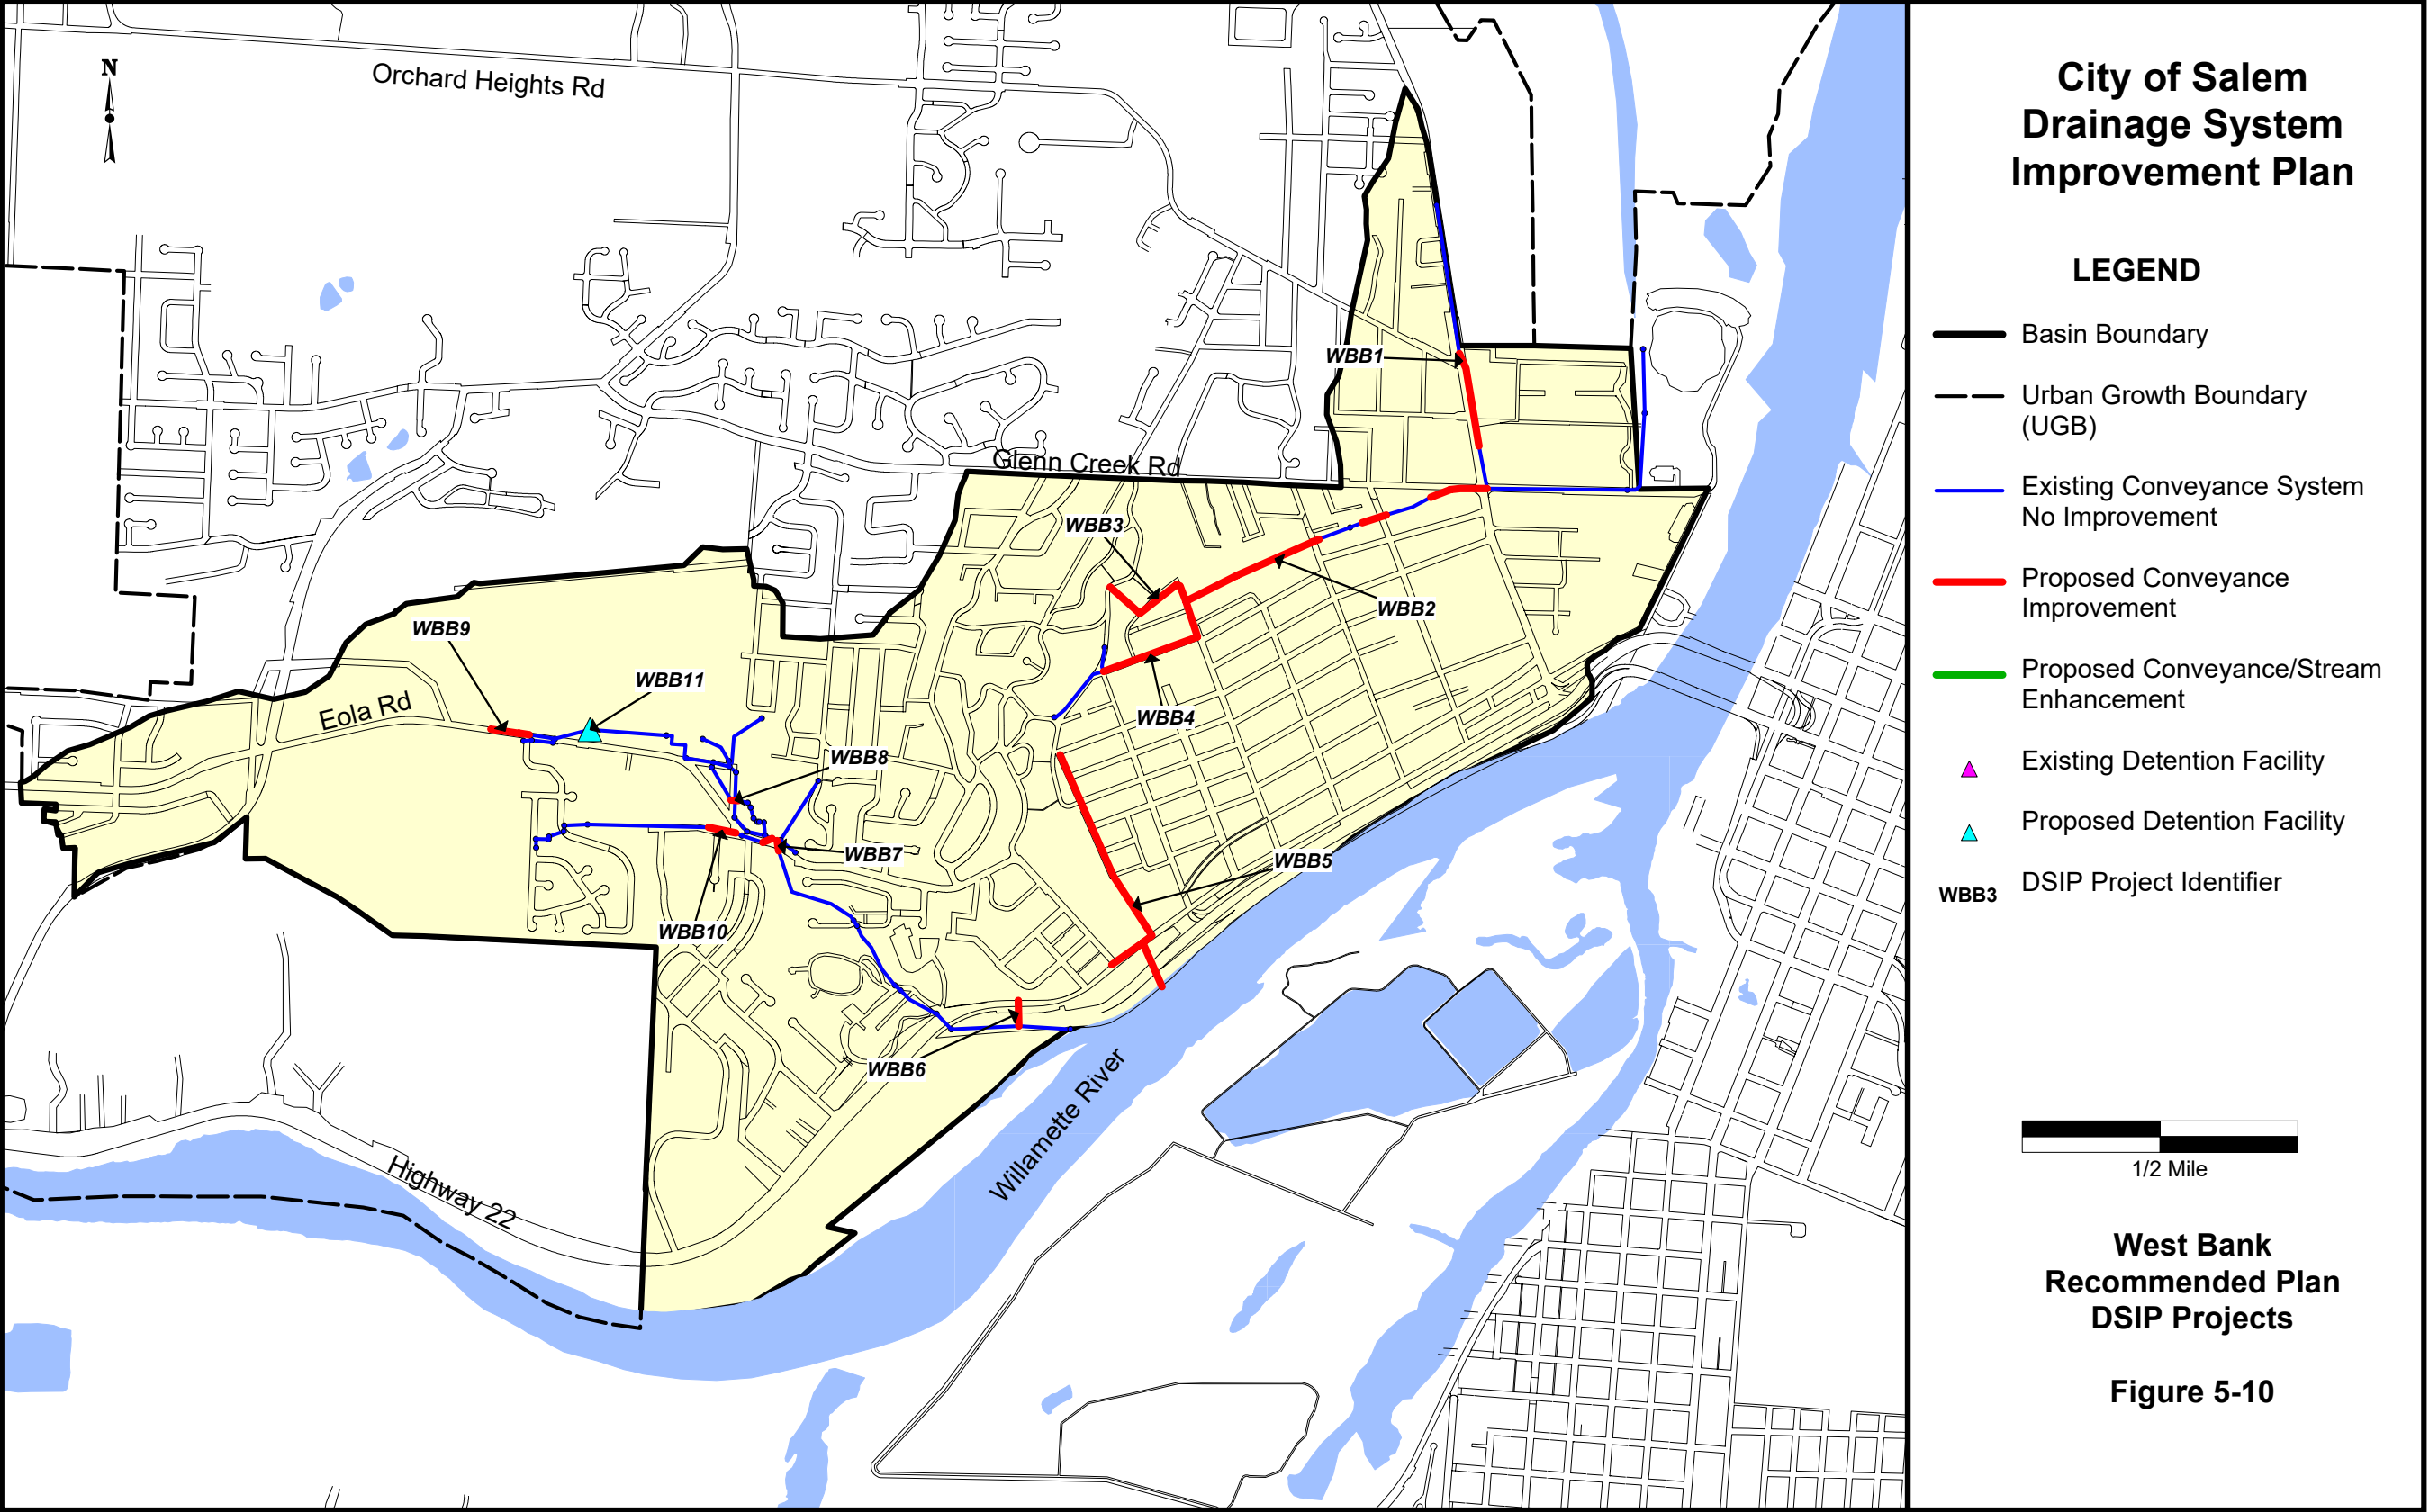 N
Orchard Heights Rd
WBB1
Glenn Creek Rd
WBB3
WBB2
WBB9
WBB11
Eola Rd
WBB4
WBB8
WBB7
WBB5
WBB10
WBB6
Willamette River
Highway 22
City of Salem
Drainage System
Improvement Plan
LEGEND
Basin Boundary
Urban Growth Boundary
(UGB)
Existing Conveyance System
No Improvement
Proposed Conveyance
Improvement
Proposed Conveyance/Stream
Enhancement
Existing Detention Facility
Proposed Detention Facility
WBB3 DSIP Project Identifier
1/2 Mile
West Bank
Recommended Plan
DSIP Projects
Figure 5-10